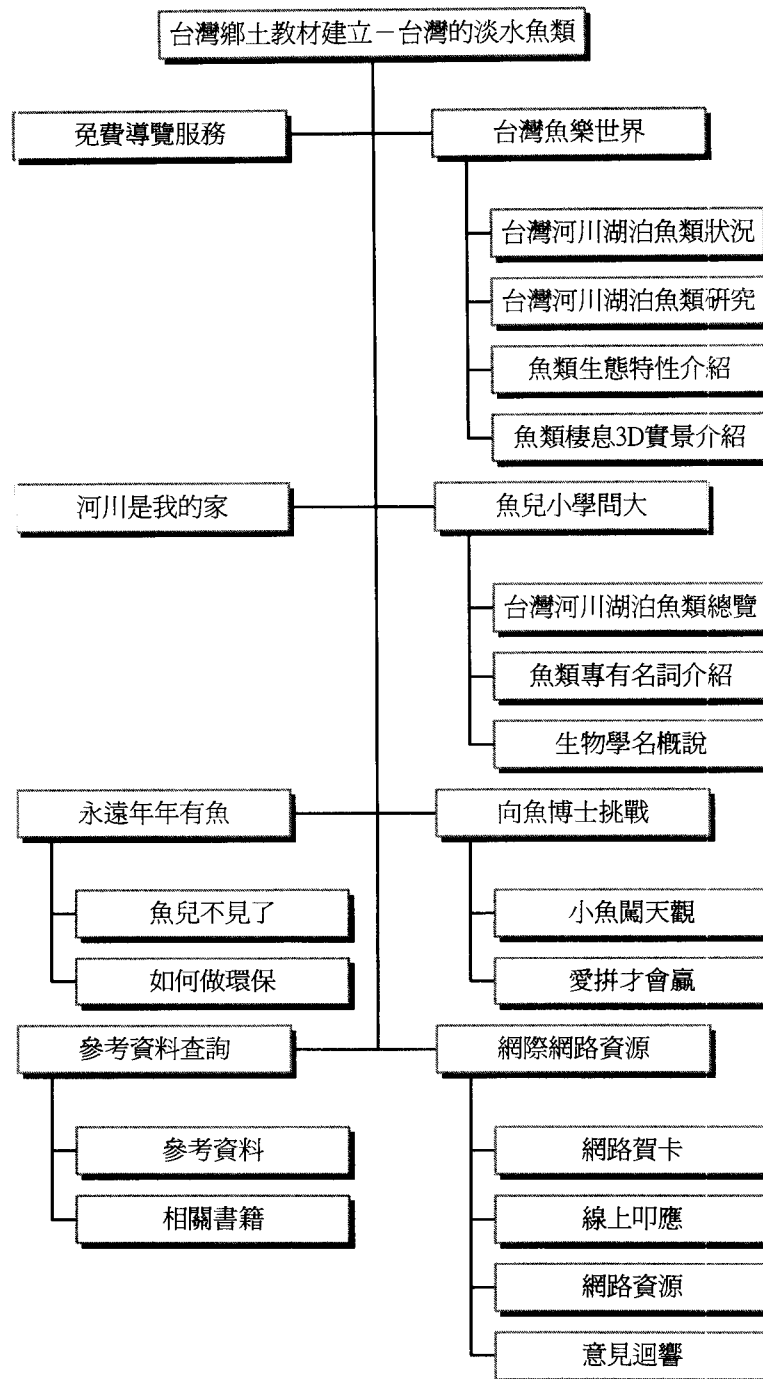 台灣鄉土教材建立－台灣的淡水魚類
免費導覽服務
台灣魚樂世界
台灣河川湖泊魚類狀況
台灣河川湖泊魚類研究
魚類生態特性介紹
魚類棲息3D實景介紹
河川是我的家
魚兒小學問大
台灣河川湖泊魚類總覽
魚類專有名詞介紹
生物學名概說
永遠年年有魚
魚兒不見了
如何做環保
向魚博士挑戰
小魚闖天觀
愛拚才會贏
參考資料查詢
參考資料
相關書籍
網際網路資源
網路賀卡
線上叩應
網路資源
意見迴響